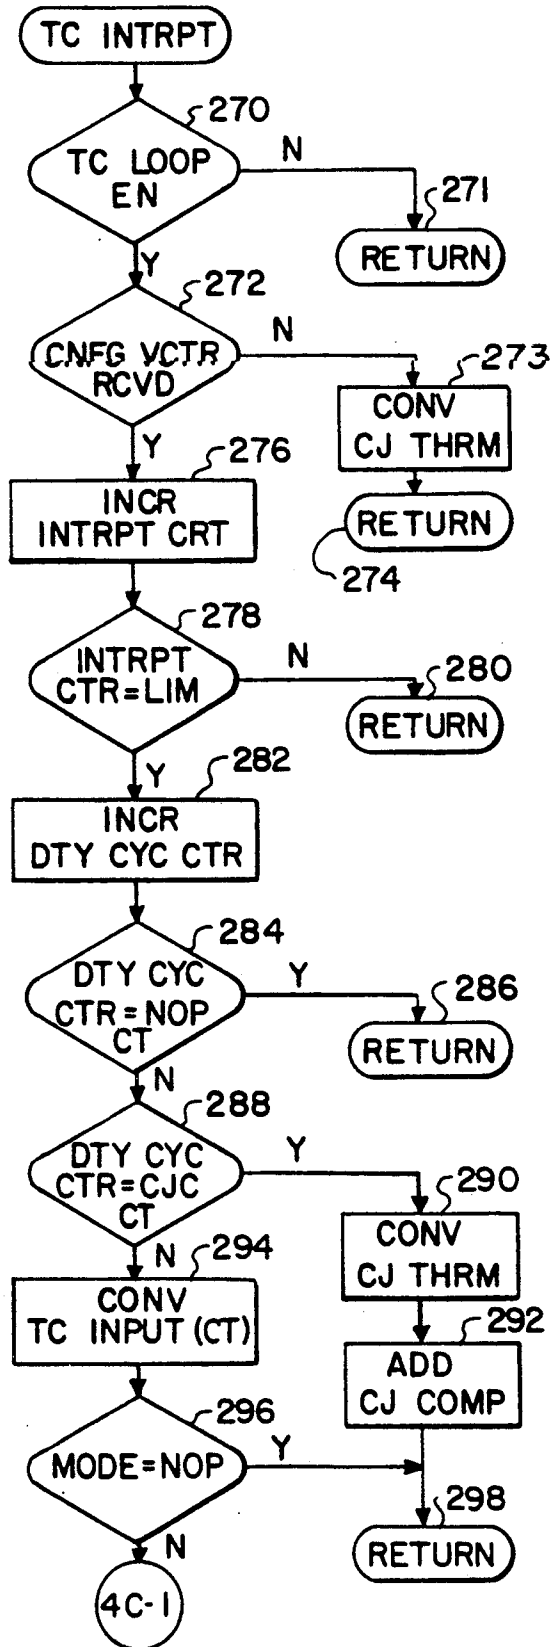 TC INTRPT
270
TC LOOP
EN
N
271
RETURN
Y
272
CNFG VCTR
RCVD
N
273
CONV
CJ THRM
Y
276
INCR
INTRPT CRT
RETURN
274
278
INTRPT
CTR=LIM
N
280
RETURN
Y
282
INCR
DTY CYC CTR
284
DTY CYC
CTR=NOP
CT
Y
286
RETURN
N
288
DTY CYC
CTR=CJC
CT
Y
290
CONV
CJ THRM
N
294
CONV
TC INPUT (CT)
292
ADD
CJ COMP
296
MODE=NOP
Y
298
RETURN
N
4C-1